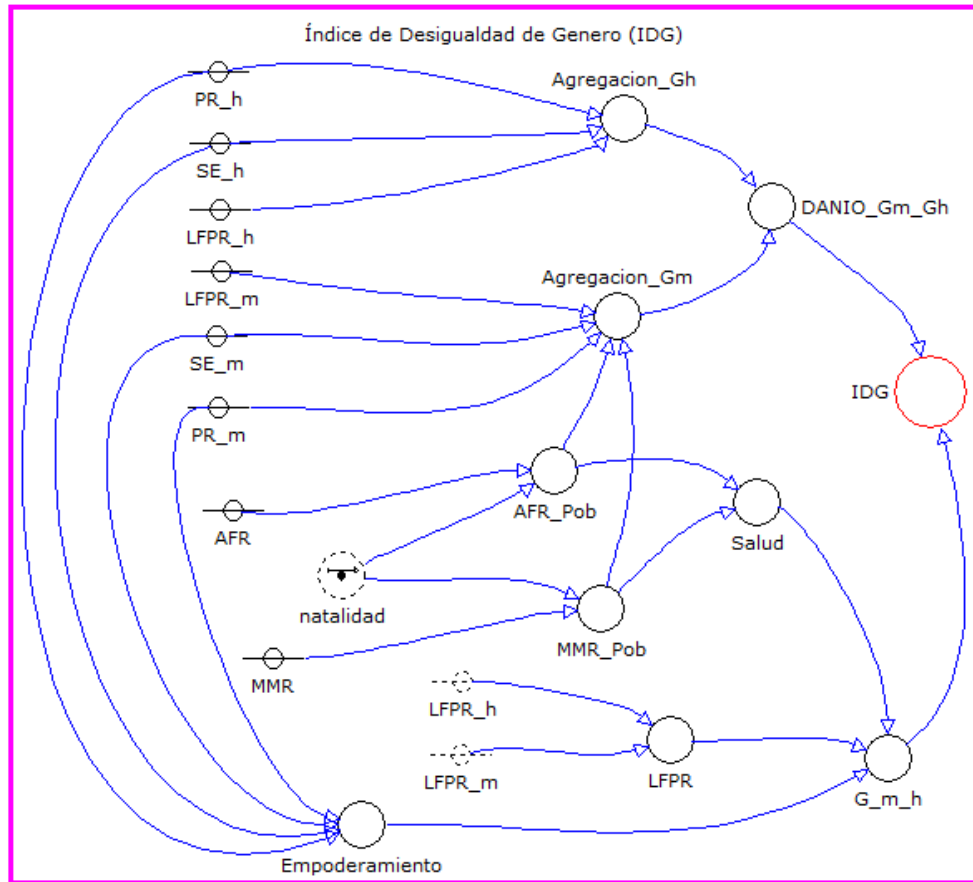 Índice de Desigualdad de Genero (IDG)
Agregacion_Gh
PR_h
SE_h
DANIO_Gm_Gh
LFPR_h
LFPR_m
Agregacion_Gm
SE_m
IDG
PR_m
AFR
AFR_Pob
Salud
natalidad
MMR_Pob
MMR
LFPR_h
LFPR_m
LFPR
G_m_h
Empoderamiento